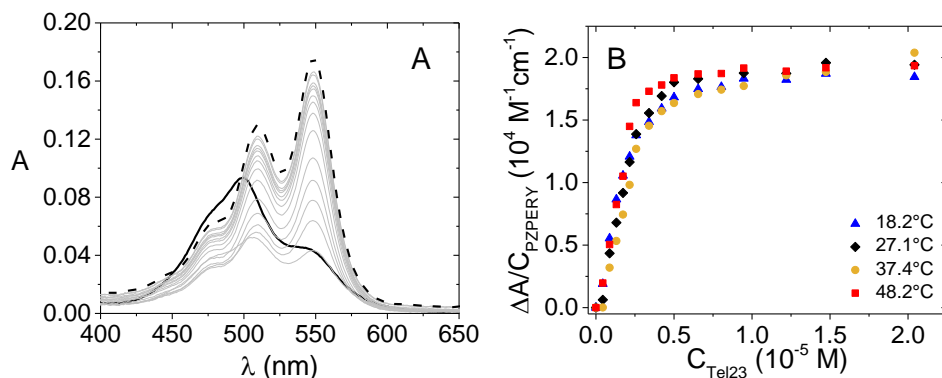 0.20
0.16
0.12
0.08
0.04
0.00
A
A
400 450 500 550 600 650
λ (nm)
B
2.0
1.5
1.0
0.5
0.0
ΔA/C_PZPERY (10⁴ M⁻¹cm⁻¹)
18.2°C
27.1°C
37.4°C
48.2°C
0.0 0.5 1.0 1.5 2.0
C_Tel23 (10⁻⁵ M)